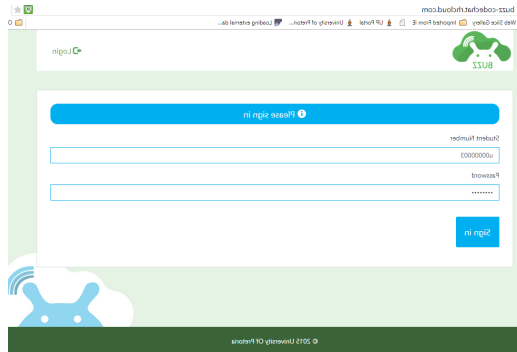 buzz-codechat.rhcloud.com
Web Slice Gallery Imported From IE UP Portal University of Pretori... Loading external da...
BUZZ
Login
Please sign in
Student Number
u00000003
Password
••••••••
Sign in
© 2015 University Of Pretoria